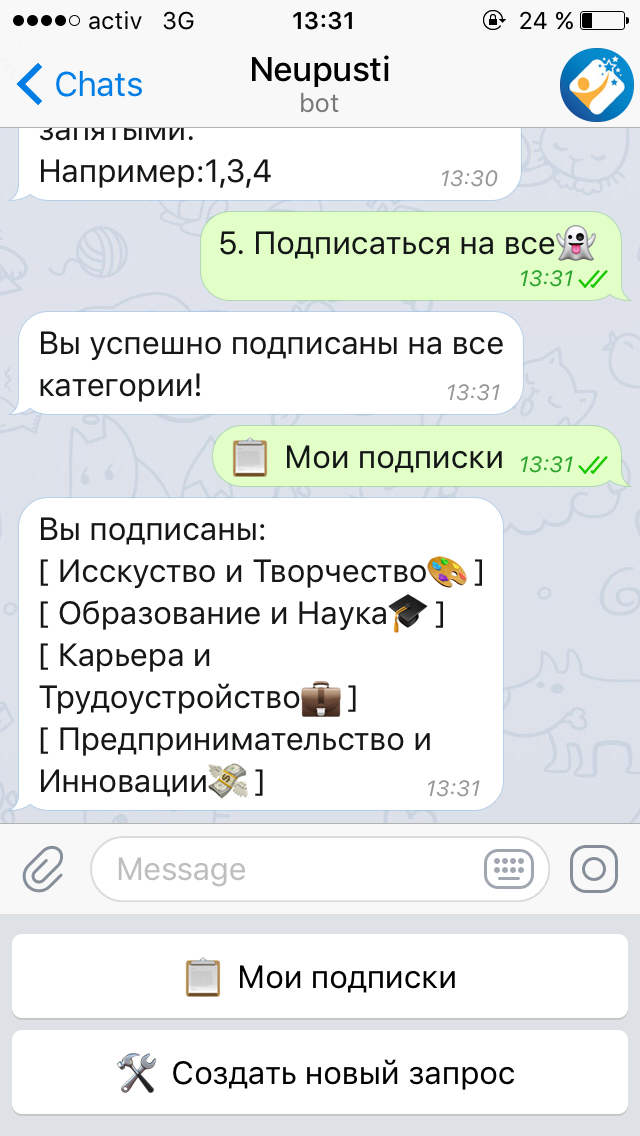 activ 3G 13:31 24 %
Chats
Neupusti
bot
запятыми.
Например:1,3,4
13:30
5. Подписаться на все👻
13:31
Вы успешно подписаны на все
категории!
13:31
📋 Мои подписки 13:31
Вы подписаны:
[ Исскуство и Творчество🎨 ]
[ Образование и Наука🎓 ]
[ Карьера и
Трудоустройство💼 ]
[ Предпринимательство и
Инновации💸 ]
13:31
Message
📋 Мои подписки
🛠 Создать новый запрос